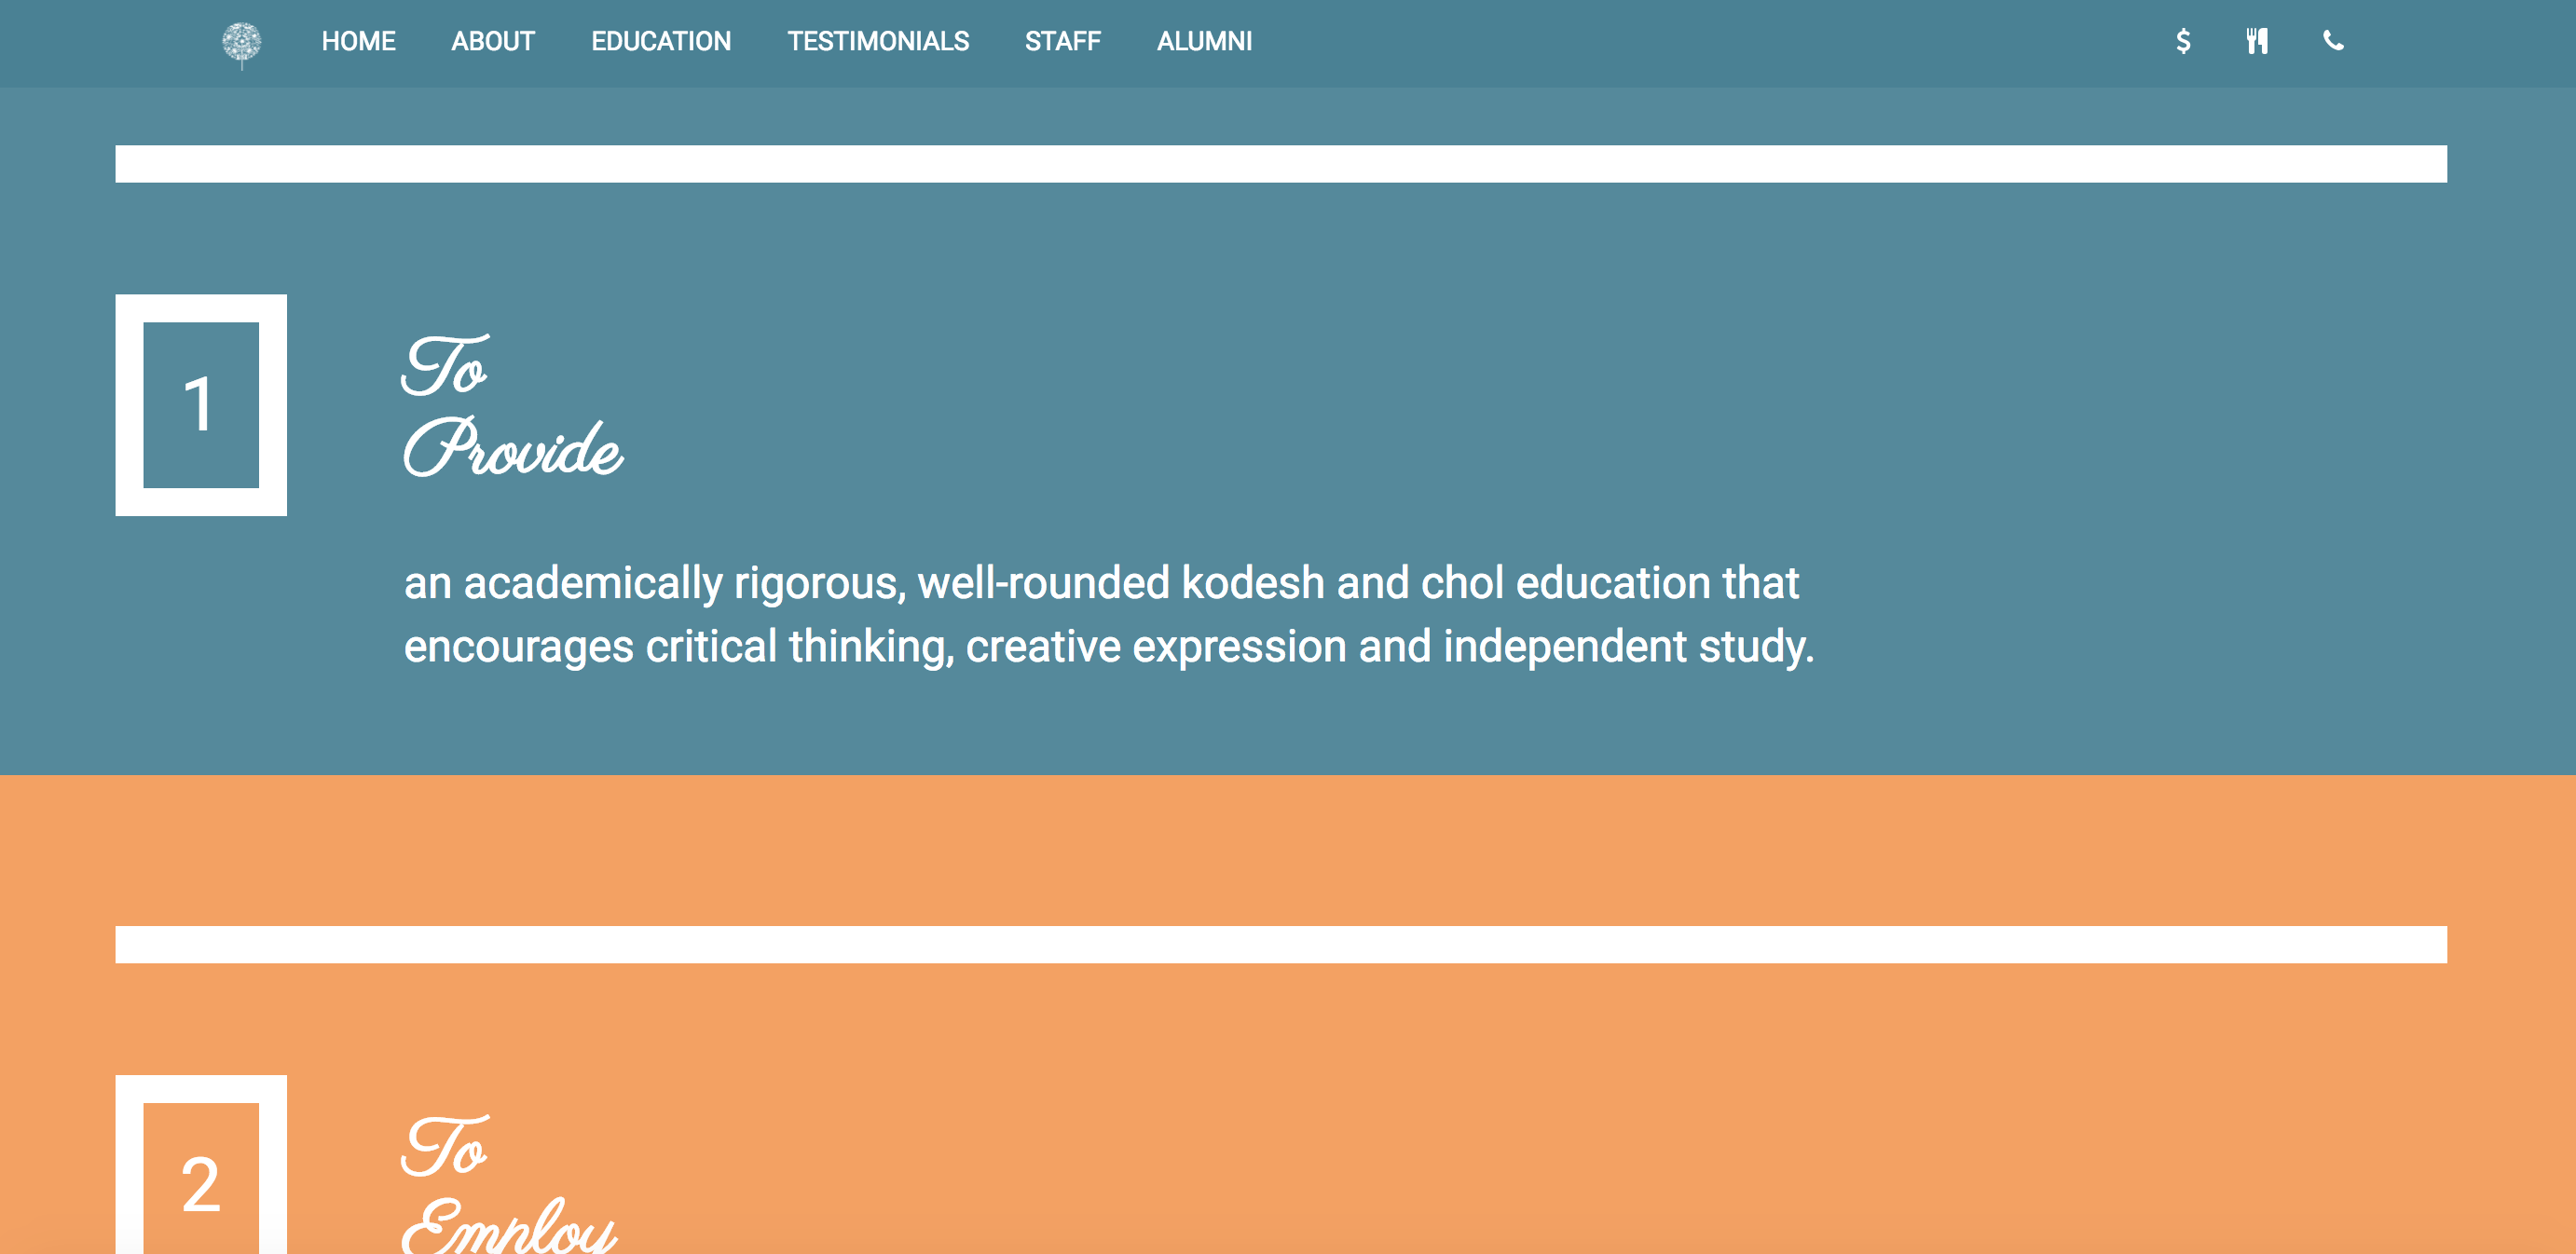 HOME ABOUT EDUCATION TESTIMONIALS STAFF ALUMNI $
1
To
Provide
an academically rigorous, well-rounded kodesh and chol education that
encourages critical thinking, creative expression and independent study.
2
To
Employ